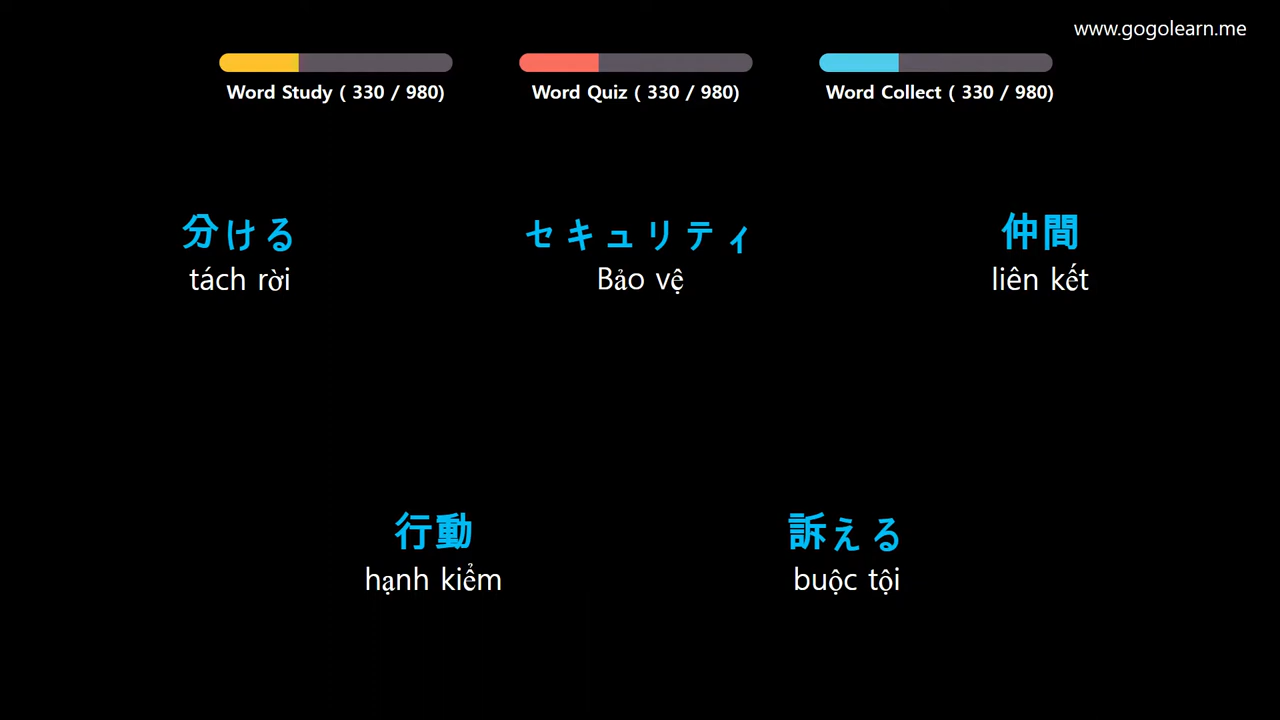 www.gogolearn.me
Word Study ( 330 / 980)
Word Quiz ( 330 / 980)
Word Collect ( 330 / 980)
分ける
tách rời
セキュリティ
Bảo vệ
仲間
liên kết
行動
hạnh kiểm
訴える
buộc tội